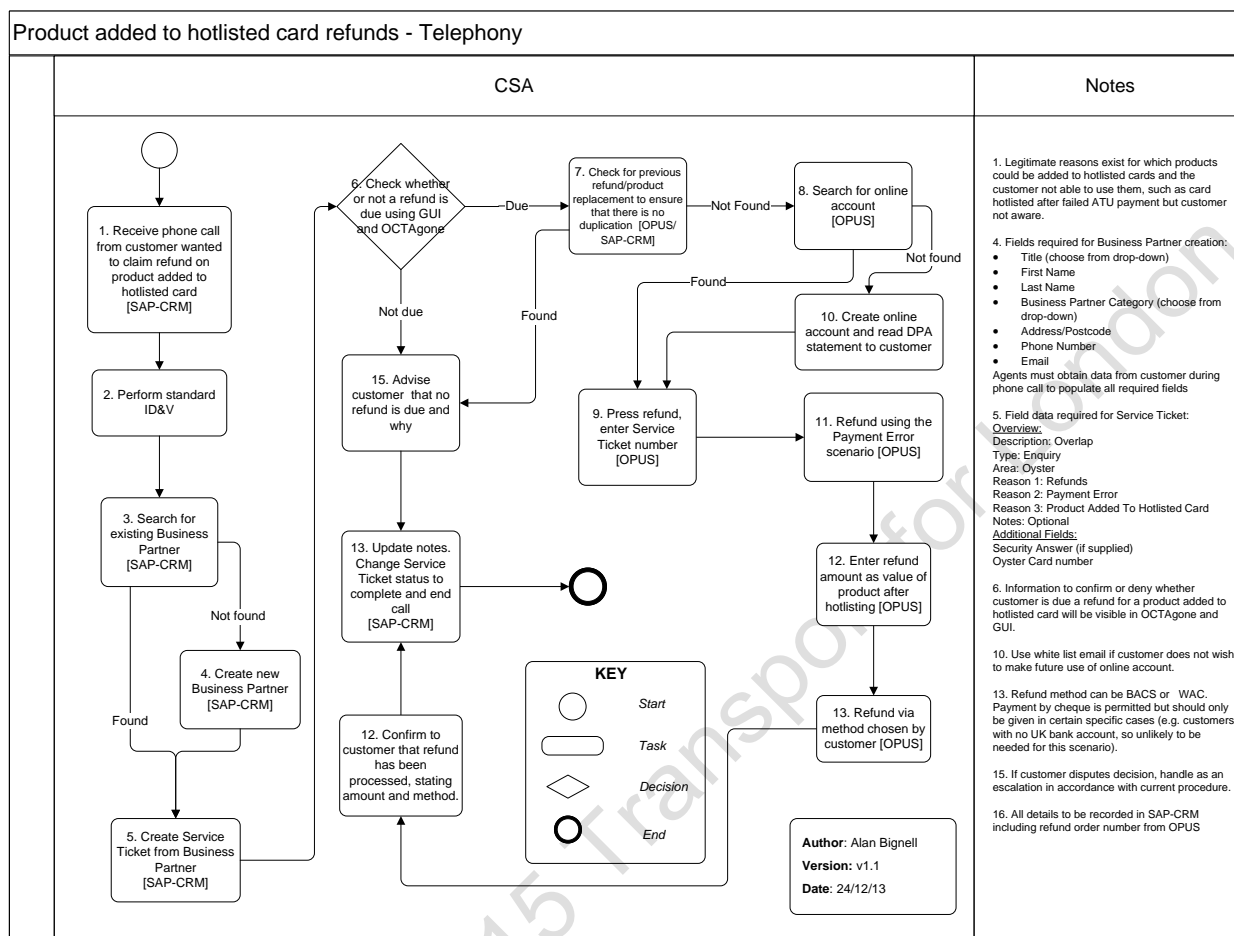 Product added to hotlisted card refunds - Telephony
CSA
Notes
1. Receive phone call
from customer wanted
to claim refund on
product added to
hotlisted card
[SAP-CRM]
2. Perform standard
ID&V
3. Search for
existing Business
Partner
[SAP-CRM]
Not found
4. Create new
Business Partner
[SAP-CRM]
Found
5. Create Service
Ticket from Business
Partner
[SAP-CRM]
6. Check whether
or not a refund is
due using GUI
and OCTAgone
Due
Not due
7. Check for previous
refund/product
replacement to ensure
that there is no
duplication [OPUS/
SAP-CRM]
Not Found
Found
8. Search for online
account
[OPUS]
Not found
Found
10. Create online
account and read DPA
statement to customer
15. Advise
customer that no
refund is due and
why
9. Press refund,
enter Service
Ticket number
[OPUS]
11. Refund using the
Payment Error
scenario [OPUS]
12. Enter refund
amount as value of
product after
hotlisting [OPUS]
13. Refund via
method chosen by
customer [OPUS]
12. Confirm to
customer that refund
has been
processed, stating
amount and method.
13. Update notes.
Change Service
Ticket status to
complete and end
call
[SAP-CRM]
KEY
Start
Task
Decision
End
Author: Alan Bignell
Version: v1.1
Date: 24/12/13
1. Legitimate reasons exist for which products
could be added to hotlisted cards and the
customer not able to use them, such as card
hotlisted after failed ATU payment but customer
not aware.
4. Fields required for Business Partner creation:
• Title (choose from drop-down)
• First Name
• Last Name
• Business Partner Category (choose from
drop-down)
• Address/Postcode
• Phone Number
• Email
Agents must obtain data from customer during
phone call to populate all required fields
5. Field data required for Service Ticket:
Overview:
Description: Overlap
Type: Enquiry
Area: Oyster
Reason 1: Refunds
Reason 2: Payment Error
Reason 3: Product Added To Hotlisted Card
Notes: Optional
Additional Fields:
Security Answer (if supplied)
Oyster Card number
6. Information to confirm or deny whether
customer is due a refund for a product added to
hotlisted card will be visible in OCTAgone and
GUI.
10. Use white list email if customer does not wish
to make future use of online account.
13. Refund method can be BACS or WAC.
Payment by cheque is permitted but should only
be given in certain specific cases (e.g. customers
with no UK bank account, so unlikely to be
needed for this scenario).
15. If customer disputes decision, handle as an
escalation in accordance with current procedure.
16. All details to be recorded in SAP-CRM
including refund order number from OPUS
15 Transport for London